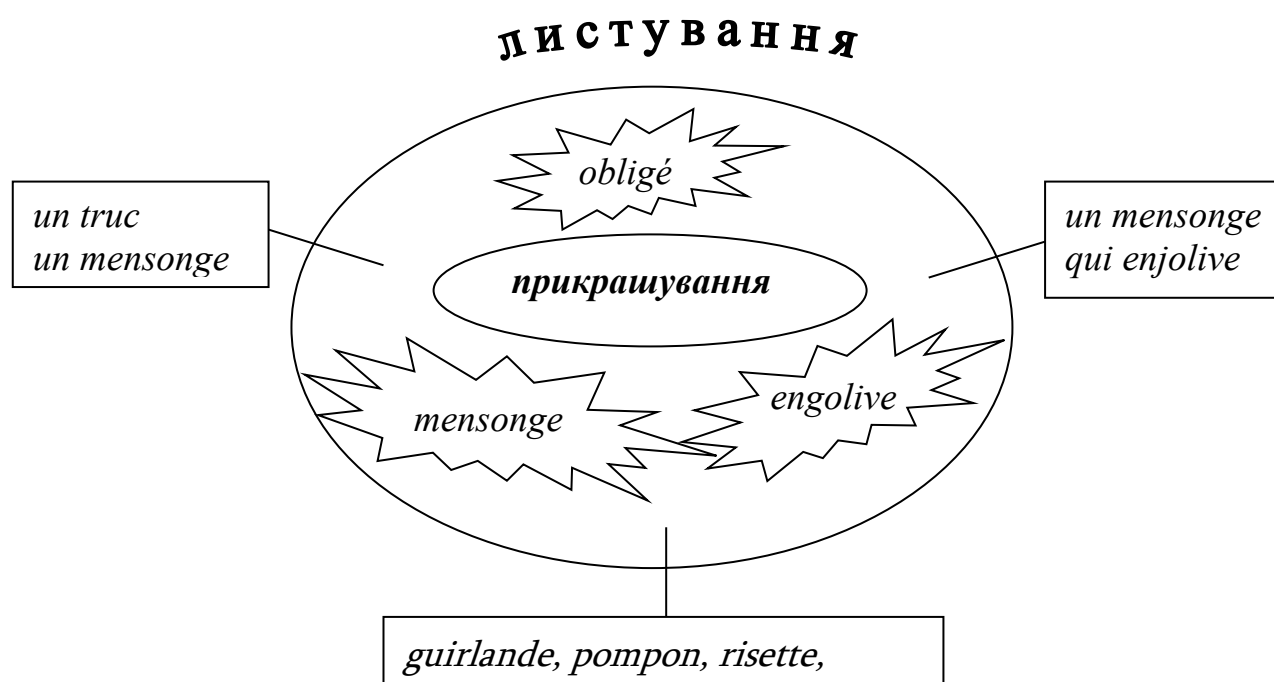 листування
obligé
un truc
un mensonge
un mensonge
qui enjolive
прикрашування
engolive
mensonge
guirlande, pompon, risette,